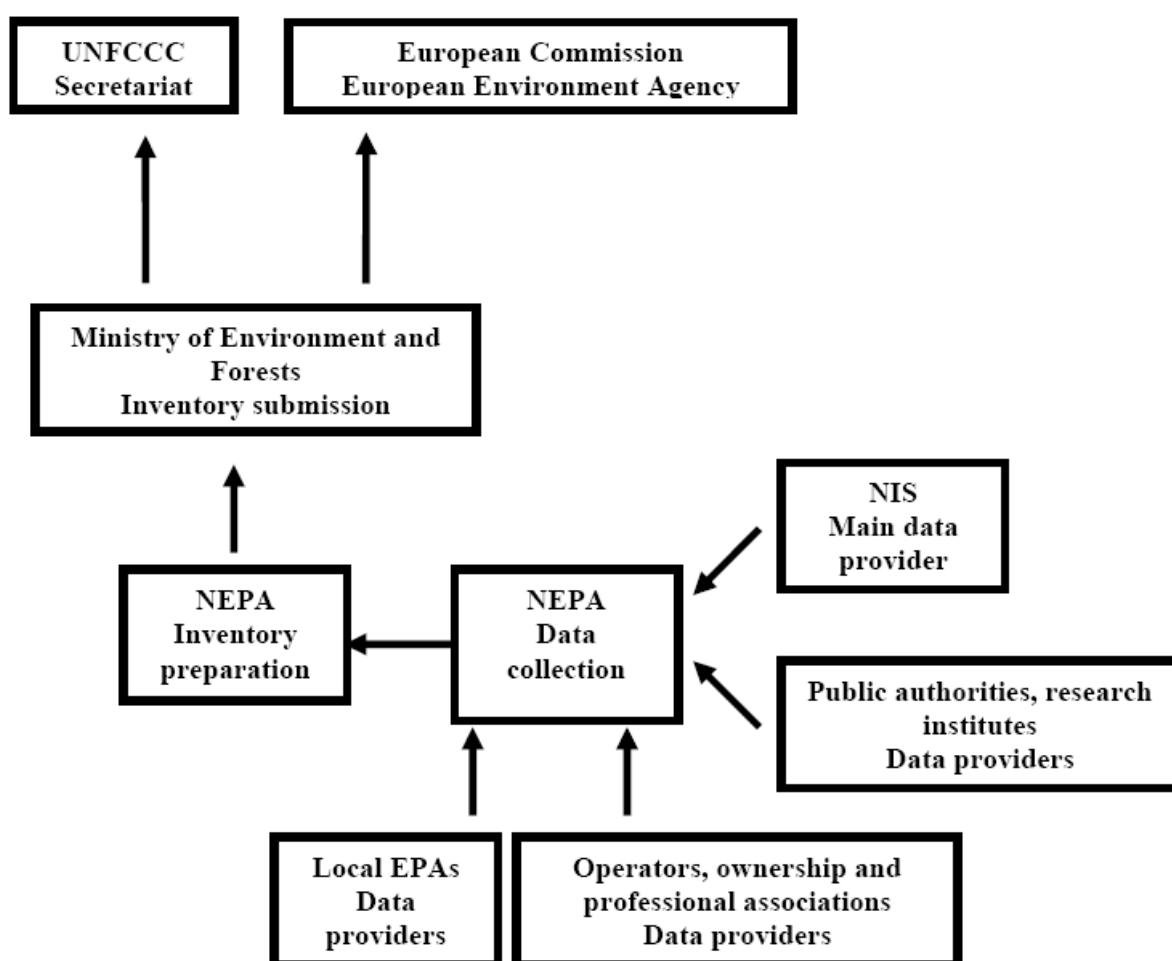 UNFCCC
Secretariat
European Commission
European Environment Agency
Ministry of Environment and
Forests
Inventory submission
NIS
Main data
provider
NEPA
Inventory
preparation
NEPA
Data
collection
Public authorities, research
institutes
Data providers
Local EPAs
Data
providers
Operators, ownership and
professional associations
Data providers